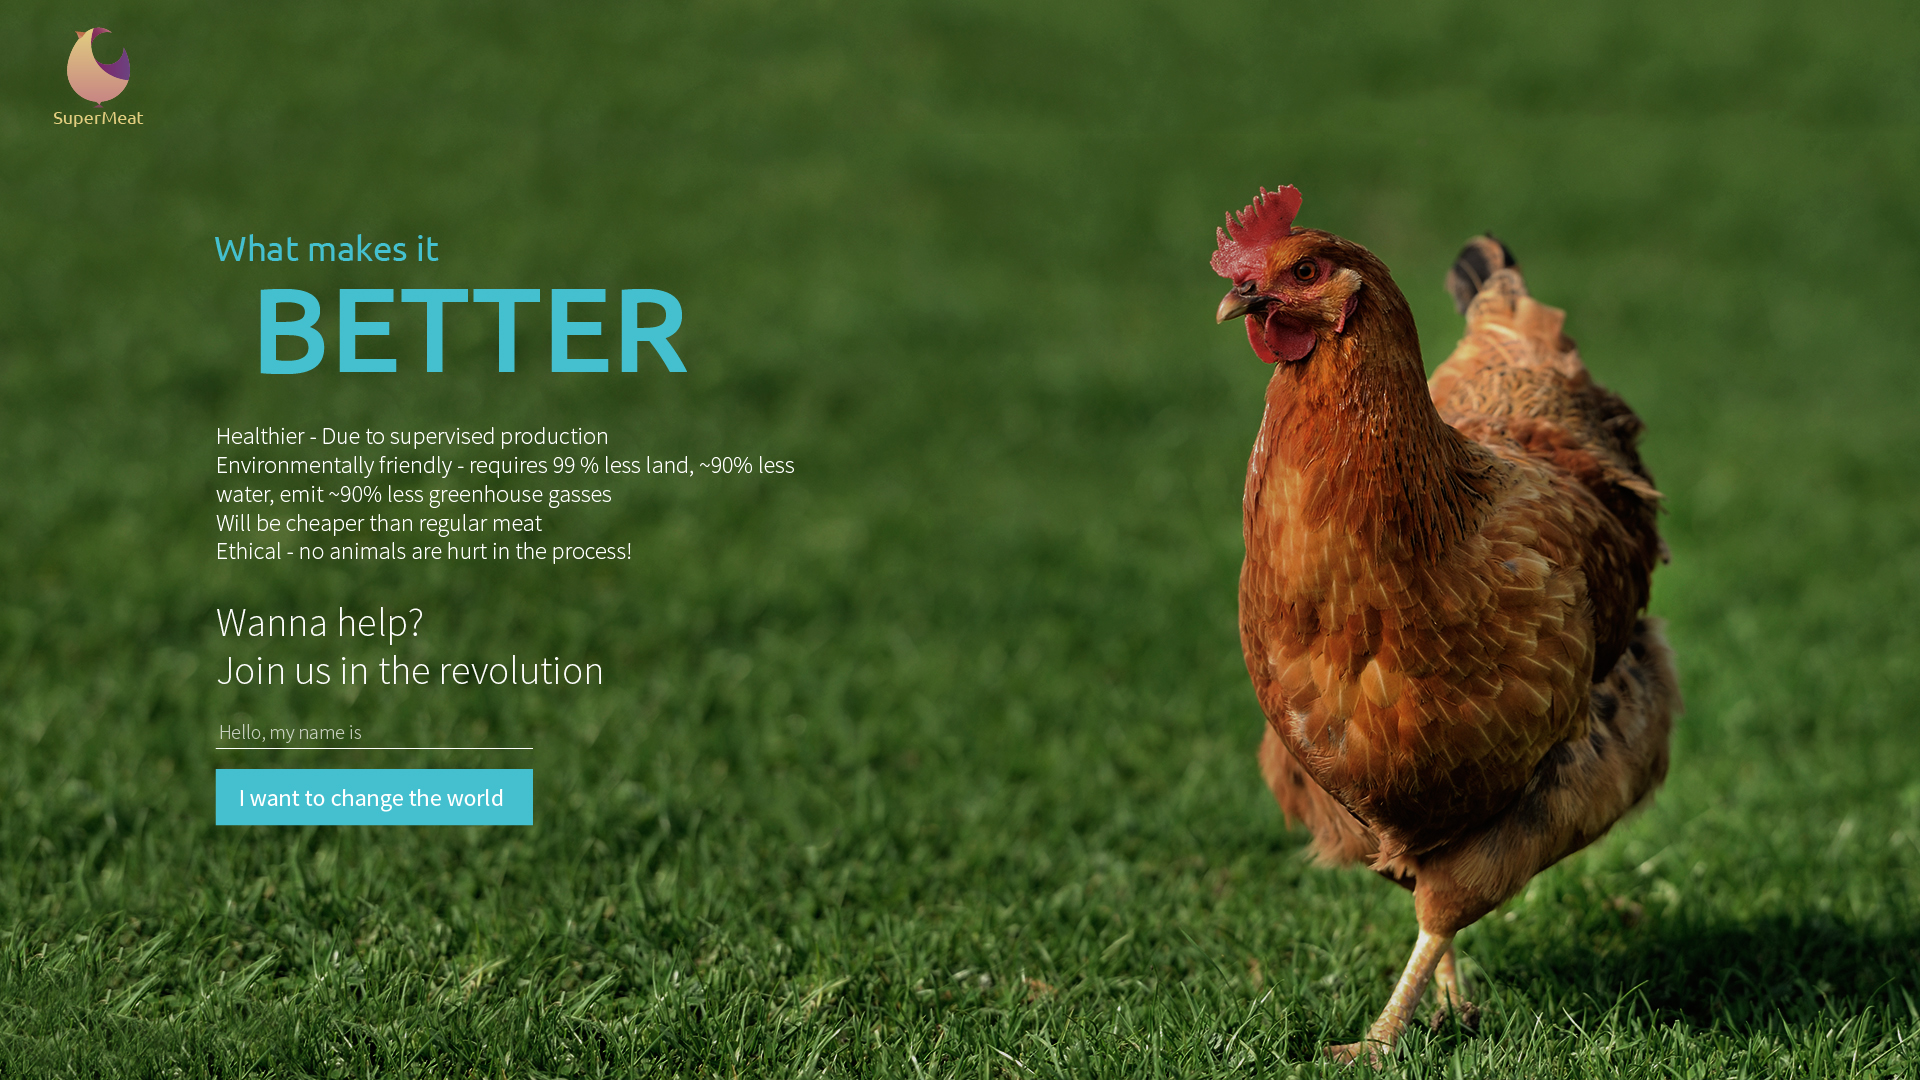 SuperMeat
What makes it
BETTER
Healthier - Due to supervised production
Environmentally friendly - requires 99 % less land, ~90% less
water, emit ~90% less greenhouse gasses
Will be cheaper than regular meat
Ethical - no animals are hurt in the process!
Wanna help?
Join us in the revolution
Hello, my name is
I want to change the world